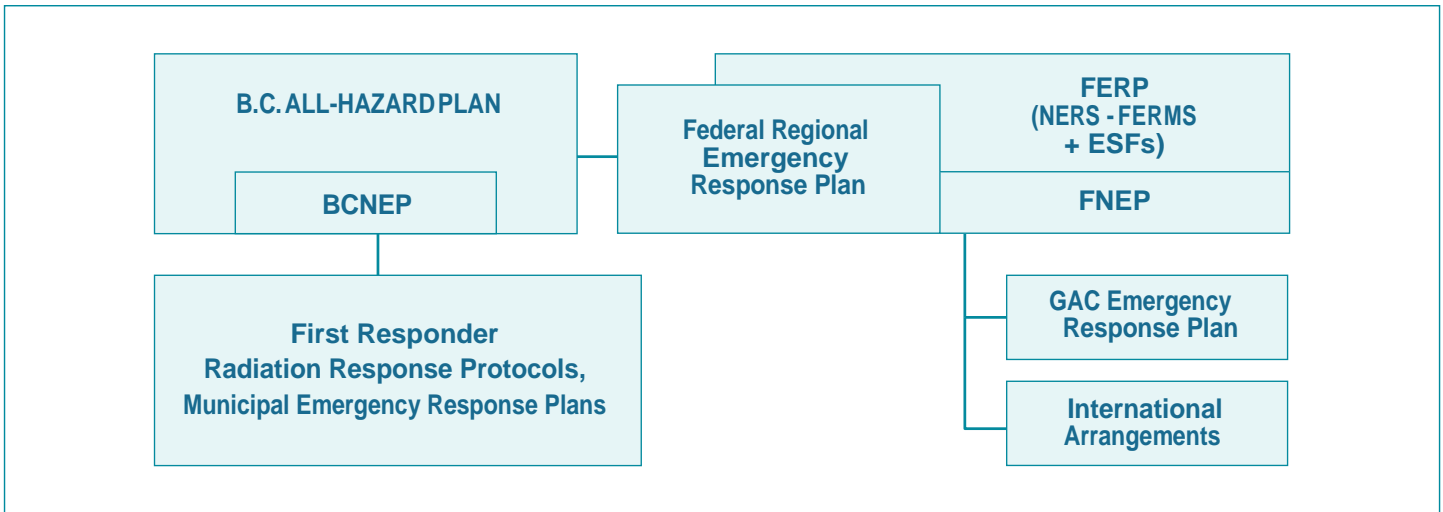 B.C. ALL-HAZARD PLAN
BCNEP
Federal Regional
Emergency
Response Plan
FERP
(NERS - FERMS
+ ESFs)
FNEP
First Responder
Radiation Response Protocols,
Municipal Emergency Response Plans
GAC Emergency
Response Plan
International
Arrangements